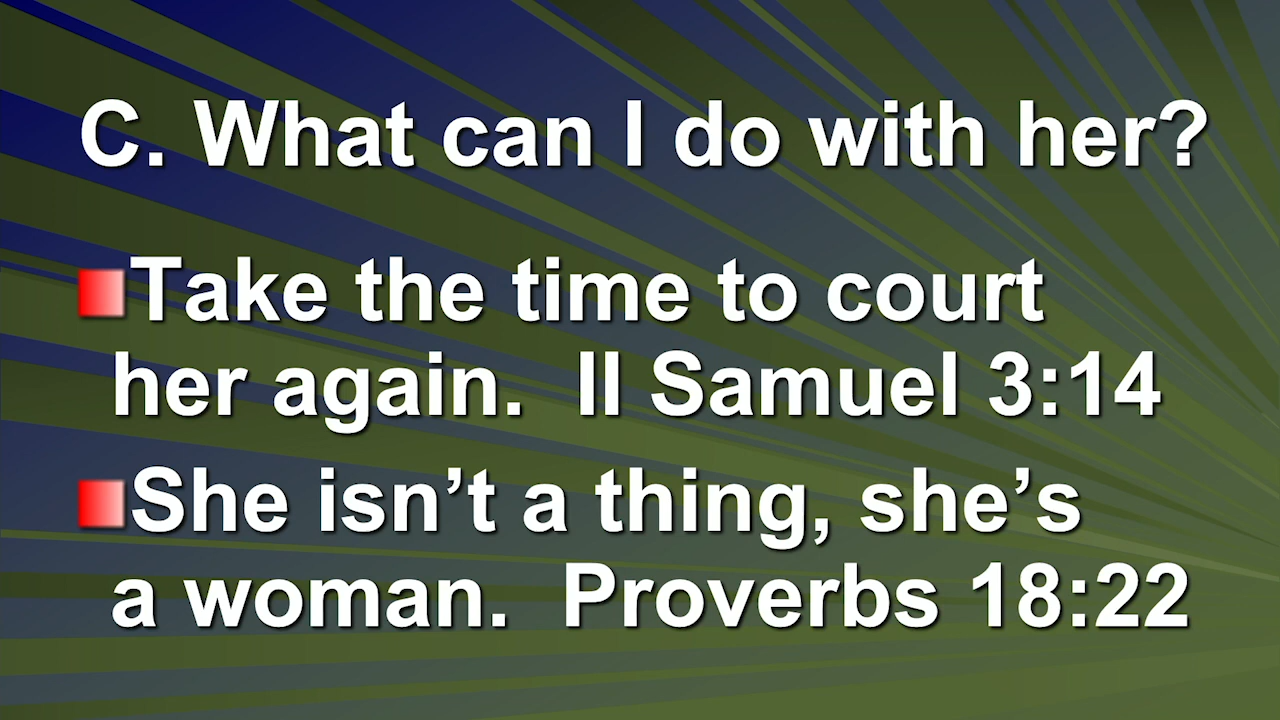 C. What can I do with her?
Take the time to court
her again.  II Samuel 3:14
She isn’t a thing, she’s
a woman.  Proverbs 18:22